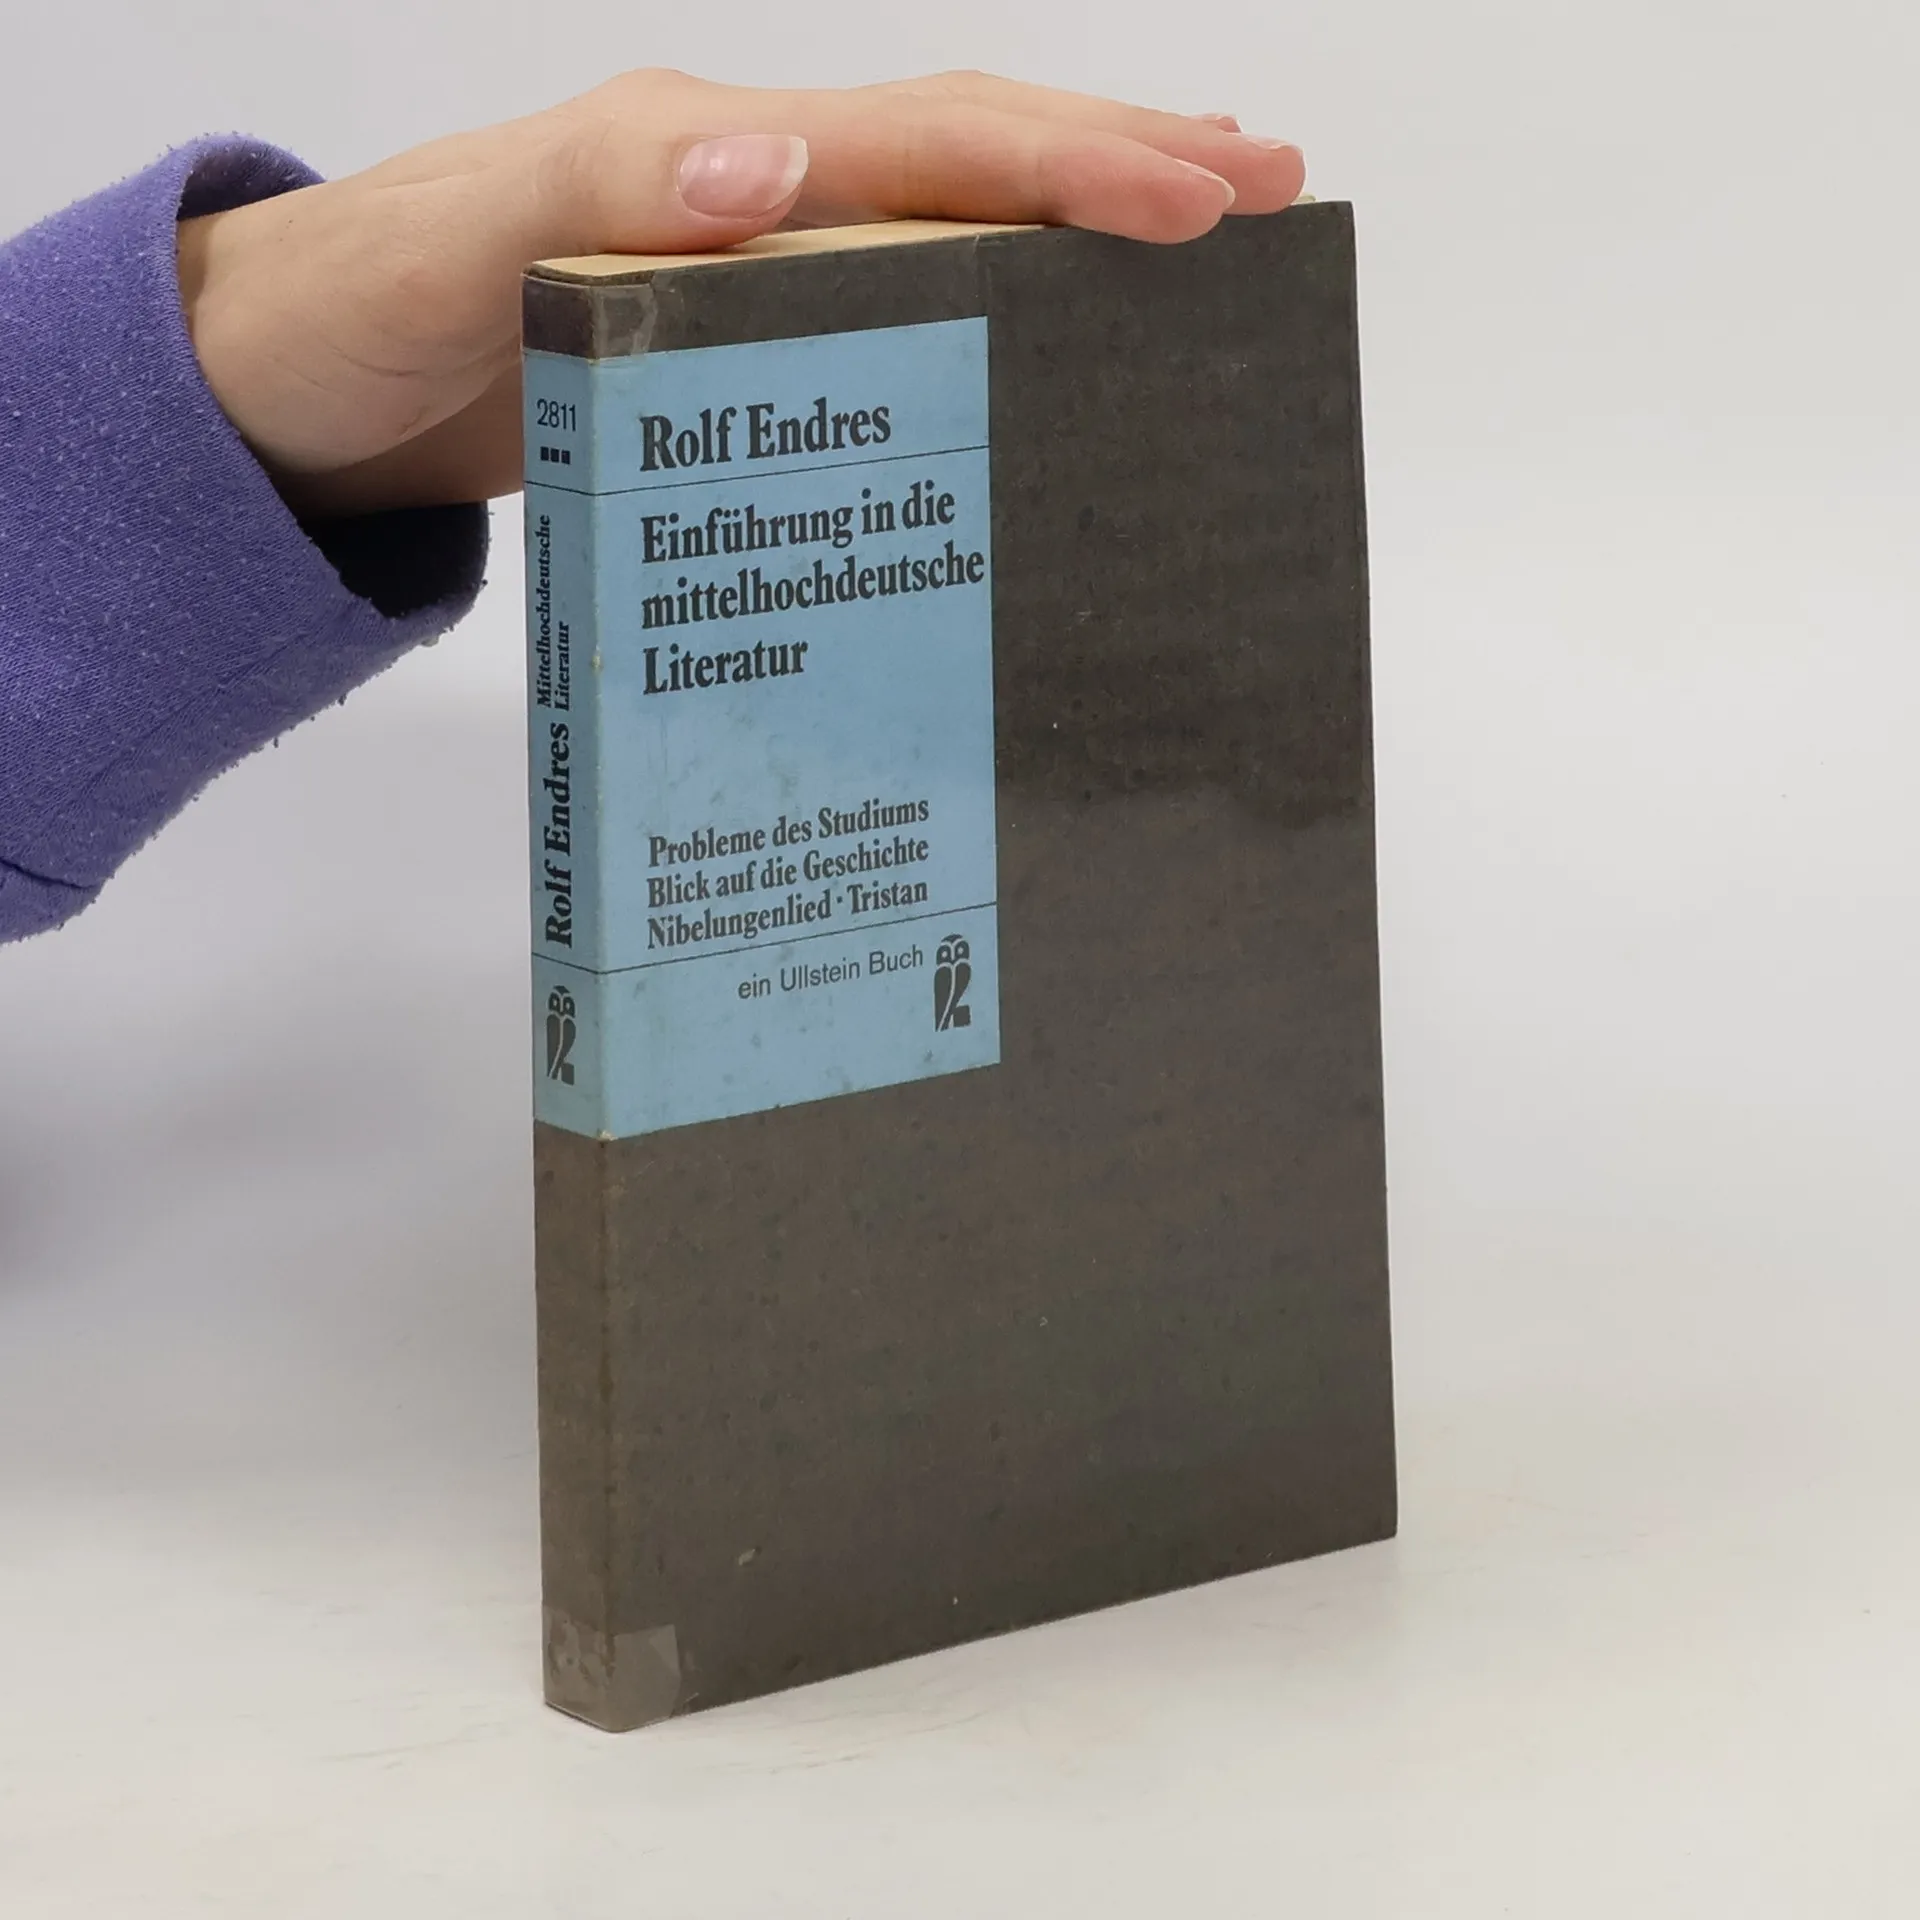 2811
Mittelhochdeutsche
Literatur
Rolf Endres
Rolf Endres
Einführung in die
mittelhochdeutsche
Literatur
Probleme des Studiums
Blick auf die Geschichte
Nibelungenlied · Tristan
ein Ullstein Buch